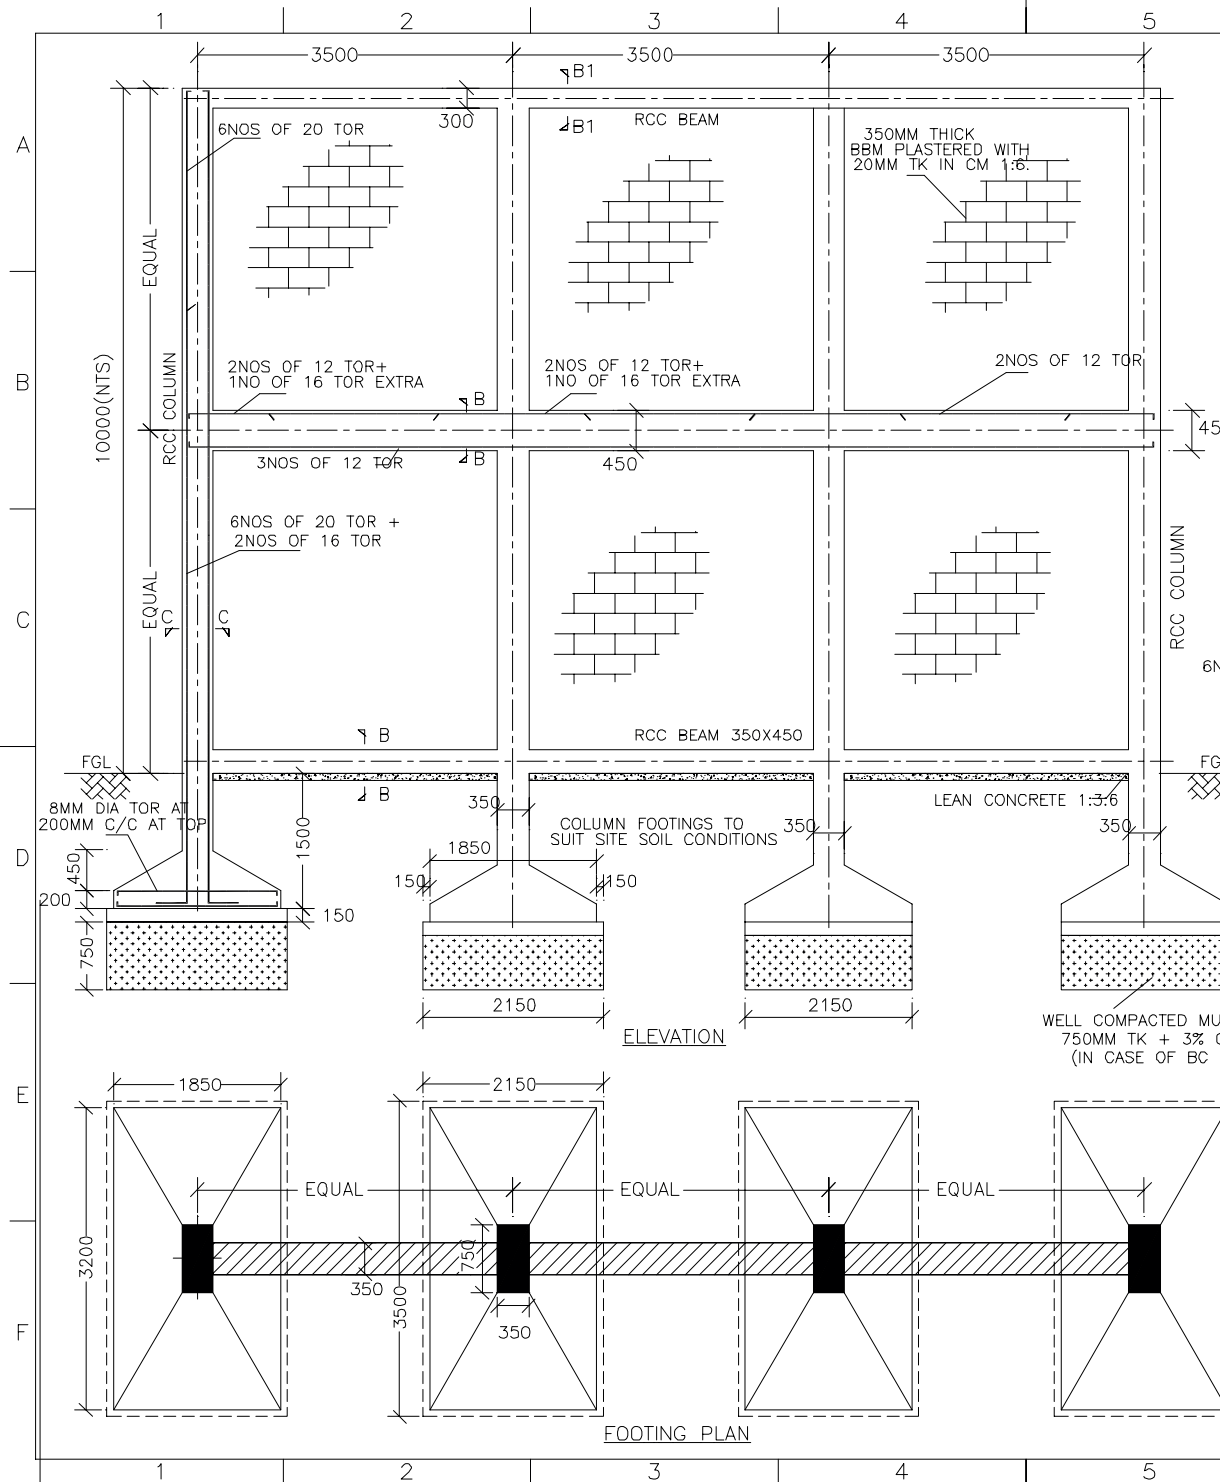 1 2 3 4 5
3500 3500 3500
B1
300
B1
RCC BEAM
A
6NOS OF 20 TOR
350MM THICK
BBM PLASTERED WITH
20MM TK IN CM 1:6.
EQUAL
10000(NTS)
RCC COLUMN
B
2NOS OF 12 TOR+
1NO OF 16 TOR EXTRA
B
2NOS OF 12 TOR+
1NO OF 16 TOR EXTRA
2NOS OF 12 TOR
3NOS OF 12 TOR
B
450
45
6NOS OF 20 TOR +
2NOS OF 16 TOR
EQUAL
C
C C
RCC COLUMN
6N
B
RCC BEAM 350X450
FGL
FG
B
8MM DIA TOR AT
200MM C/C AT TOP
1500
350
LEAN CONCRETE 1:3:6
COLUMN FOOTINGS TO
SUIT SITE SOIL CONDITIONS
350
350
D
450
1850
150 150
200
150
750
2150
2150
ELEVATION
WELL COMPACTED MU
750MM TK + 3% 
(IN CASE OF BC
E
1850
2150
EQUAL EQUAL EQUAL
3200
350
3500
750
350
F
FOOTING PLAN
1 2 3 4 5